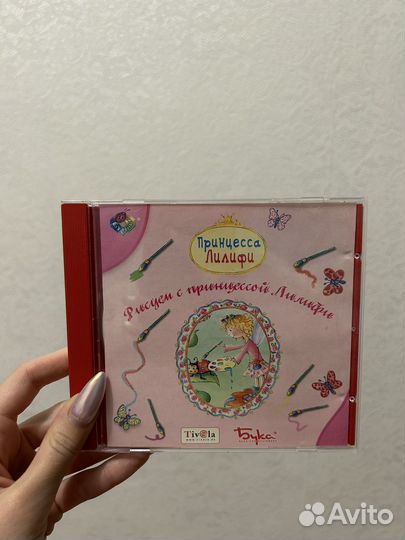 Принцесса
Лилифи
Рисуем с принцессой Лилифи
Tivola
Бука
Avito